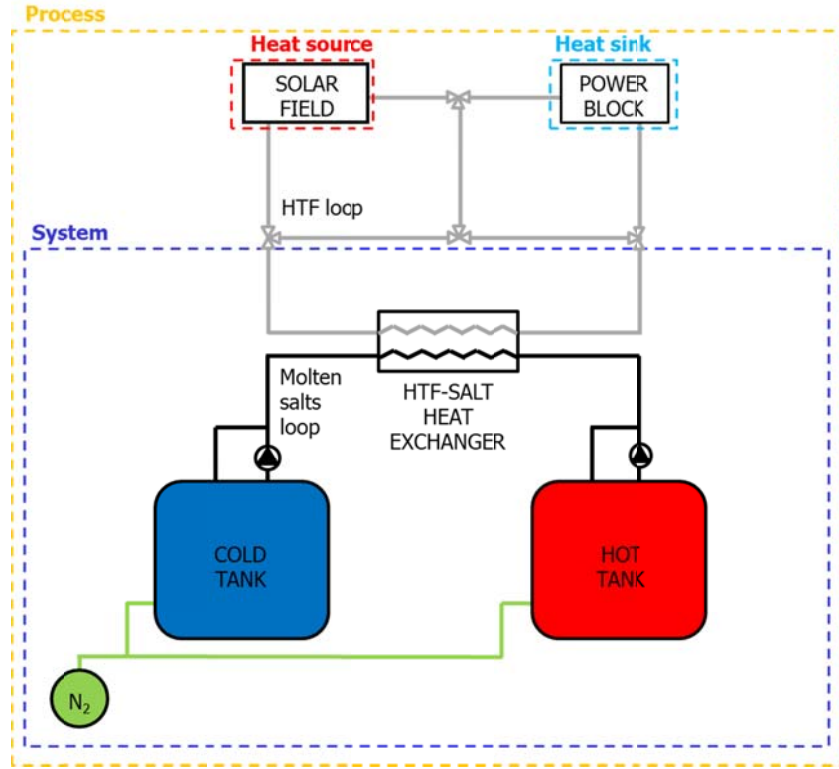 Process
Heat source
Heat sink
SOLAR
FIELD
POWER
BLOCK
HTF loop
System
Molten
salts
loop
HTF-SALT
HEAT
EXCHANGER
COLD
TANK
HOT
TANK
N₂